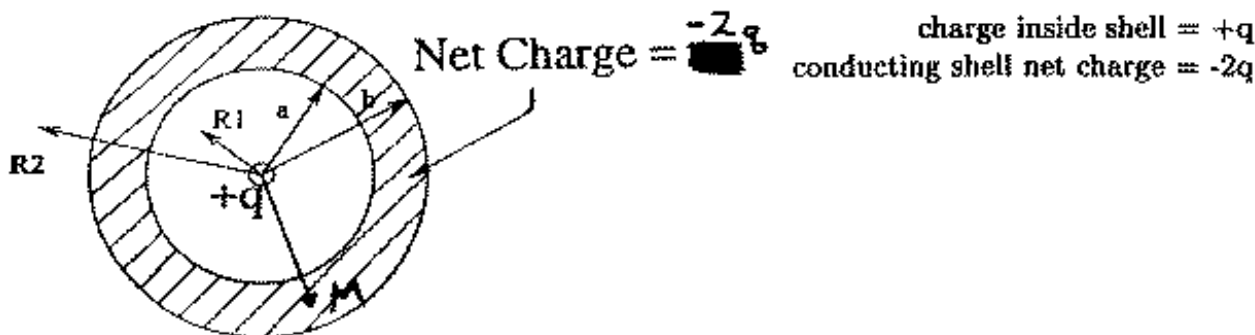 Net Charge = -2q
charge inside shell = +q
conducting shell net charge = -2q
b
a
R1
R2
+q
M